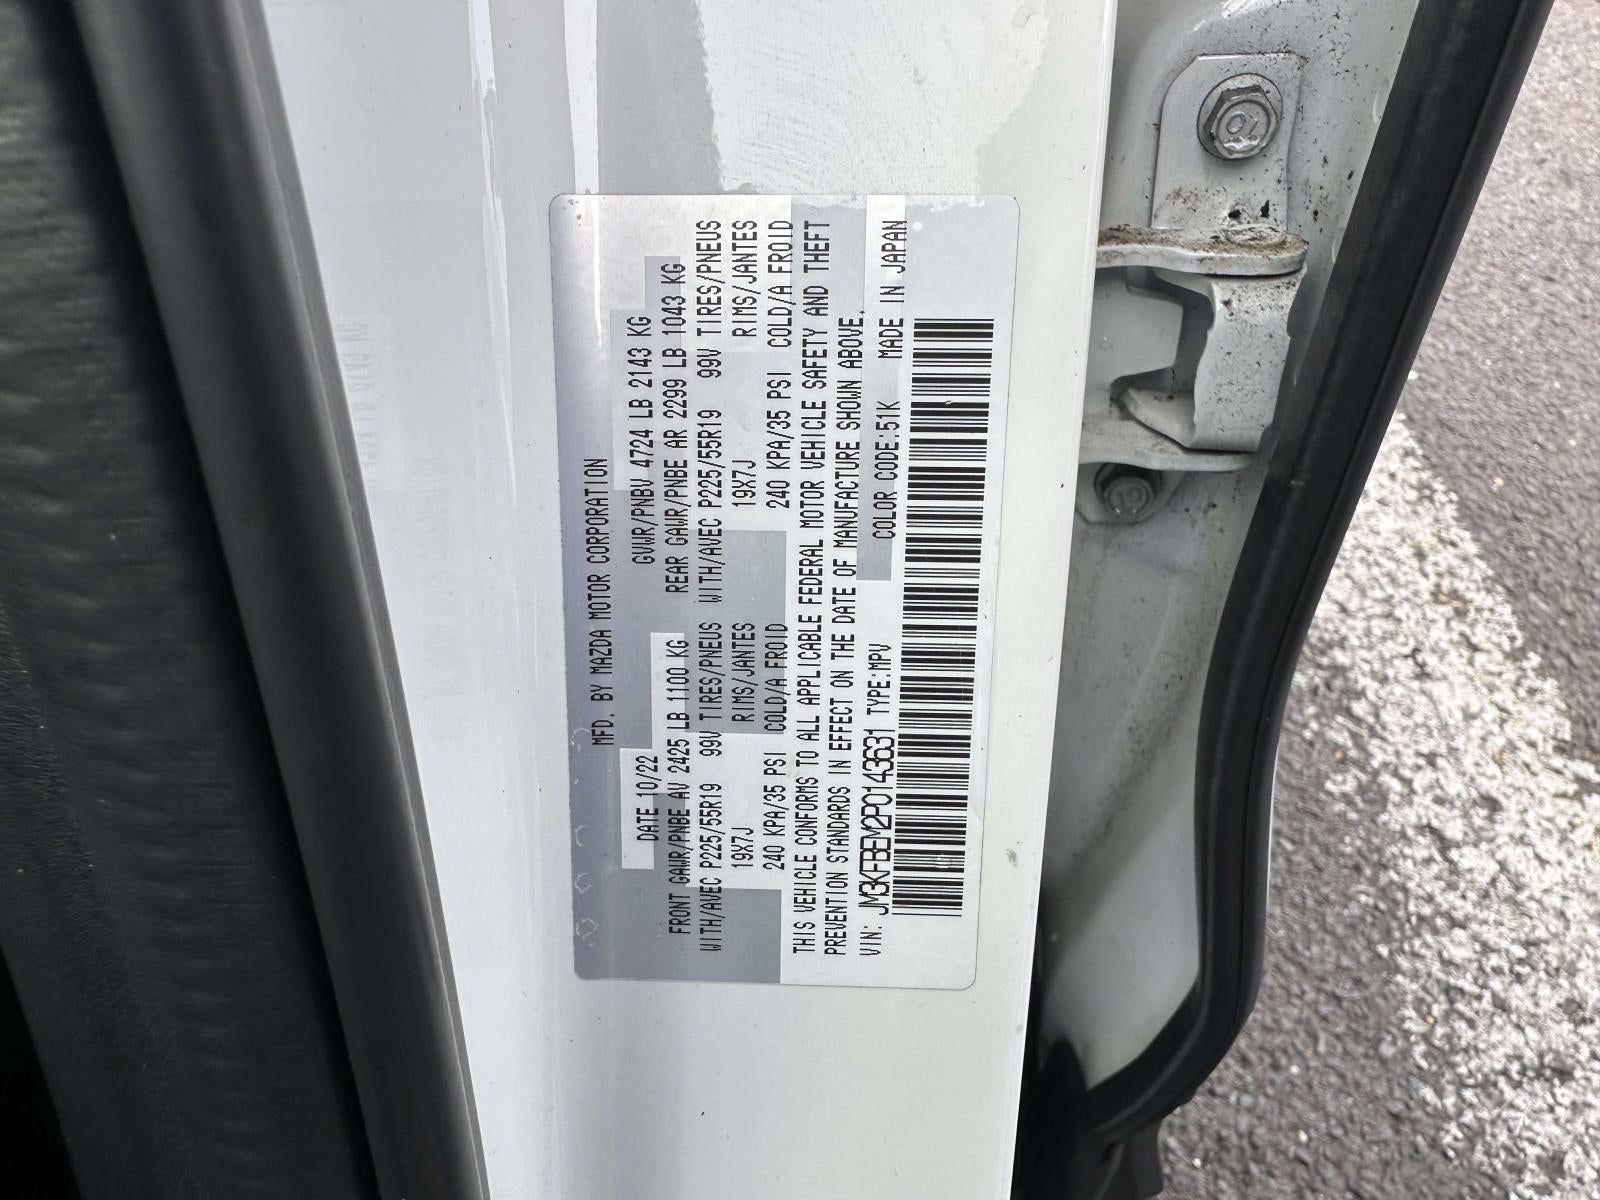 MFD. BY MAZDA MOTOR CORPORATION
DATE 10/22 GVWR/PNBV 4724 LB 2143 KG
FRONT GAWR/PNBE AV 2425 LB 1100 KG REAR GAWR/PNBE AR 2299 LB 1043 KG
WITH/AVEC P225/55R19 99V TIRES/PNEUS WITH/AVEC P225/55R19 99V TIRES/PNEUS
19X7J RIMS/JANTES 19X7J RIMS/JANTES
240 KPA/35 PSI COLD/A FROID 240 KPA/35 PSI COLD/A FROID
THIS VEHICLE CONFORMS TO ALL APPLICABLE FEDERAL MOTOR VEHICLE SAFETY AND THEFT
PREVENTION STANDARDS IN EFFECT ON THE DATE OF MANUFACTURE SHOWN ABOVE.
VIN: JM3KFBEM2P0143631 TYPE:MPV COLOR CODE:51K MADE IN JAPAN
10
10